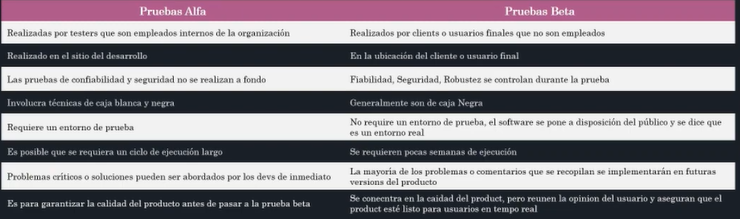 Pruebas Alfa
Pruebas Beta
Realizadas por testers que son empleados internos de la organización
Realizados por clients o usuarios finales que no son empleados
Realizado en el sitio del desarrollo
En la ubicación del cliente o usuario final
Las pruebas de confiabilidad y seguridad no se realizan a fondo
Fiabilidad, Seguridad, Robustez se controlan durante la prueba
Involucra técnicas de caja blanca y negra
Generalmente son de caja Negra
Requiere un entorno de prueba
No require un entorno de prueba, el software se pone a disposición del público y se dice que
es un entorno real
Es posible que se requiera un ciclo de ejecución largo
Se requieren pocas semanas de ejecución
Problemas críticos o soluciones pueden ser abordados por los devs de inmediato
La mayoría de los problemas o comentarios que se recopilan se implementarán en futuras
versions del producto
Es para garantizar la calidad del producto antes de pasar a la prueba beta
Se conecntra en la caidad del product, pero reunen la opinion del usuario y aseguran que el
product esté listo para usuarios en tempo real